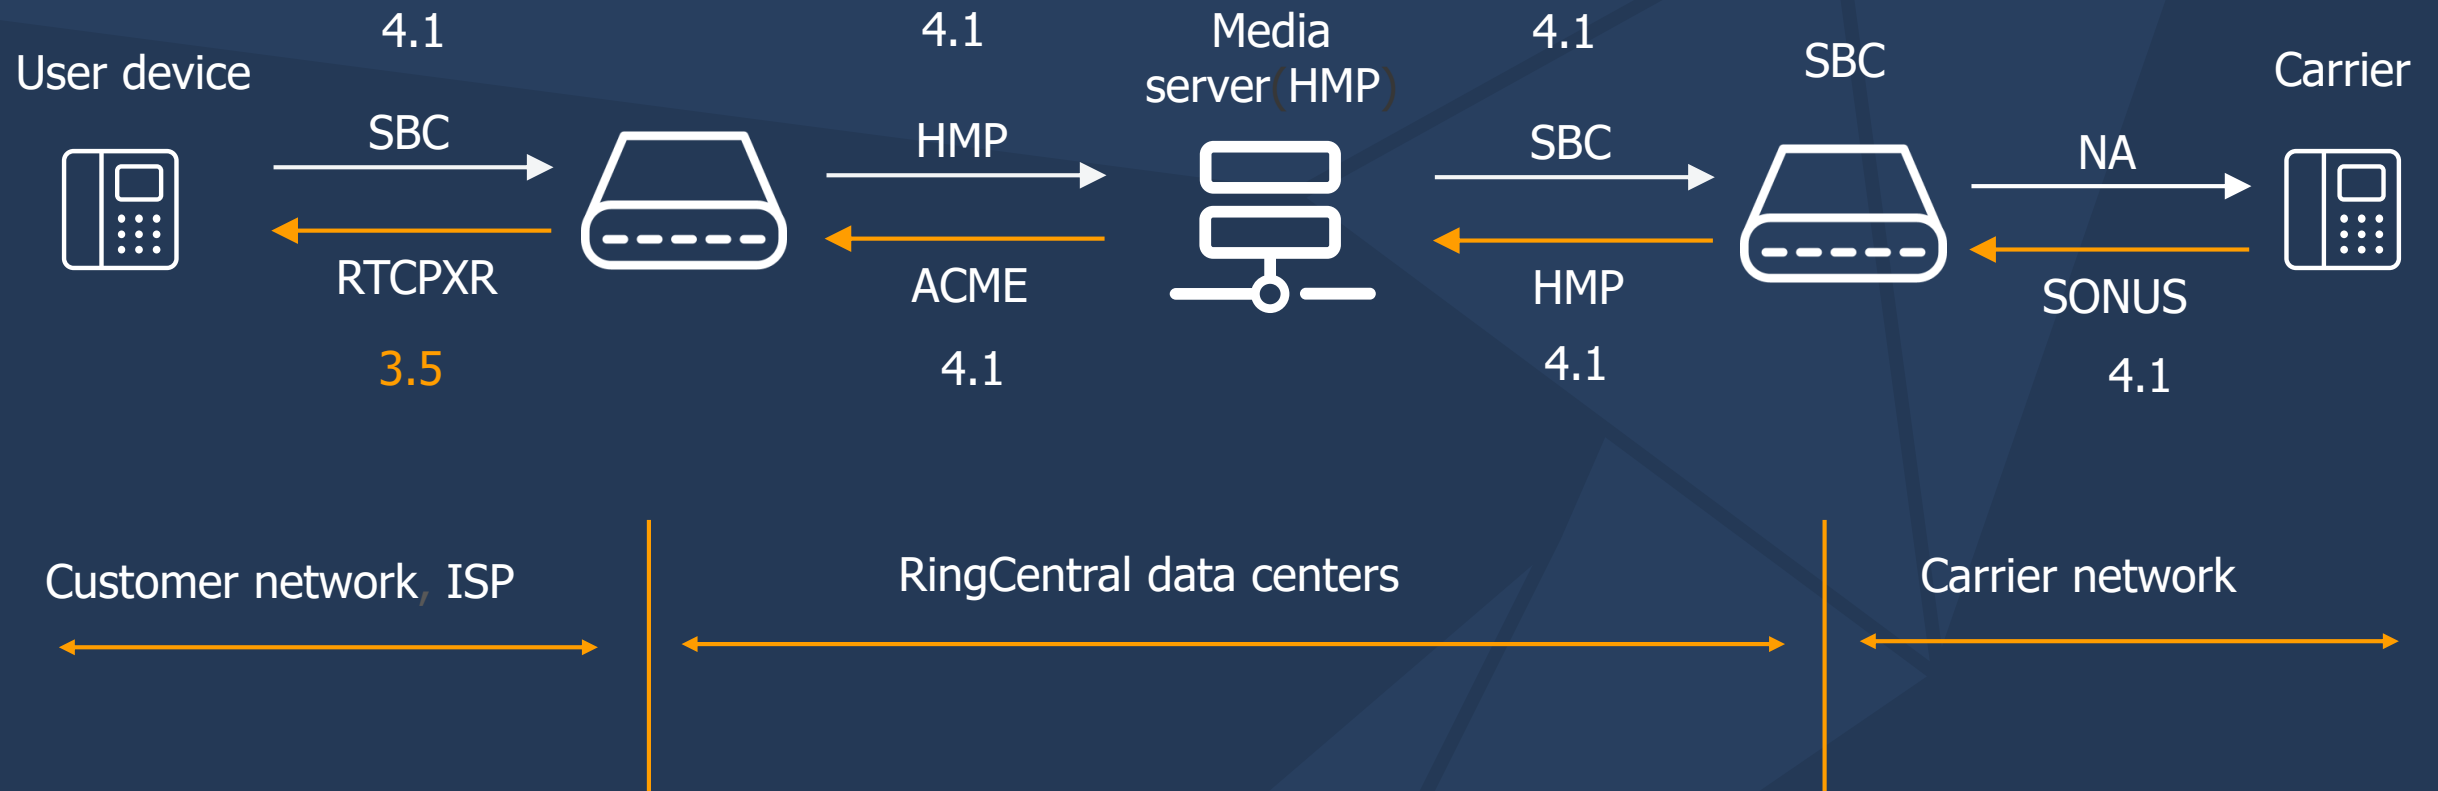 4.1
4.1
Media
4.1
User device
server(HMP)
SBC
Carrier
SBC
HMP
SBC
NA
RTCPXR
ACME
HMP
SONUS
3.5
4.1
4.1
4.1
Customer network, ISP
RingCentral data centers
Carrier network